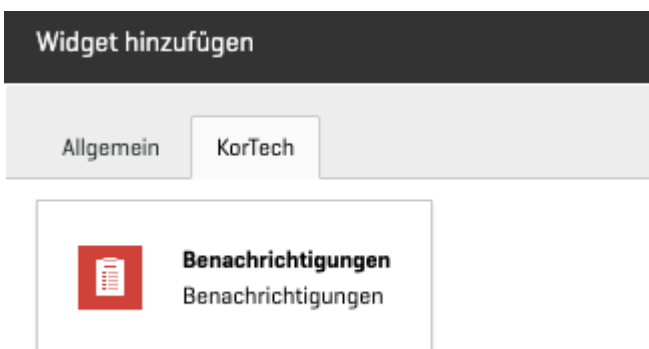 Widget hinzufügen
Allgemein KorTech
Benachrichtigungen
Benachrichtigungen